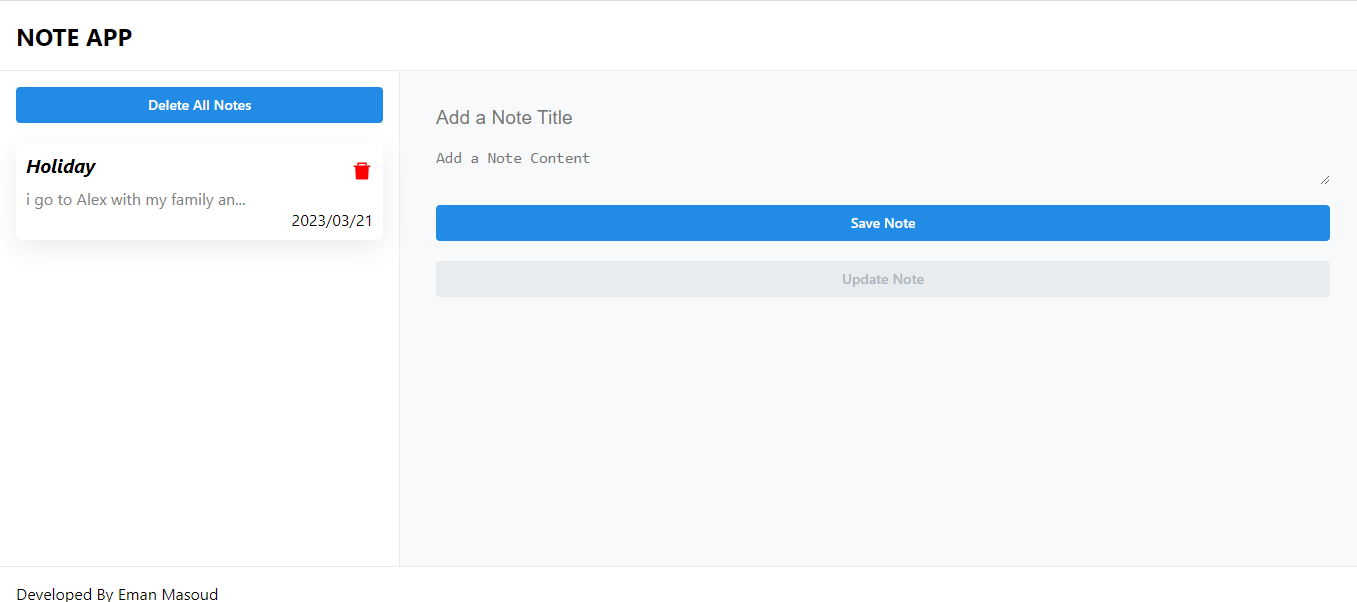 NOTE APP
Delete All Notes
Holiday
i go to Alex with my family an...
2023/03/21
Add a Note Title
Add a Note Content
Save Note
Update Note
Developed By Eman Masoud